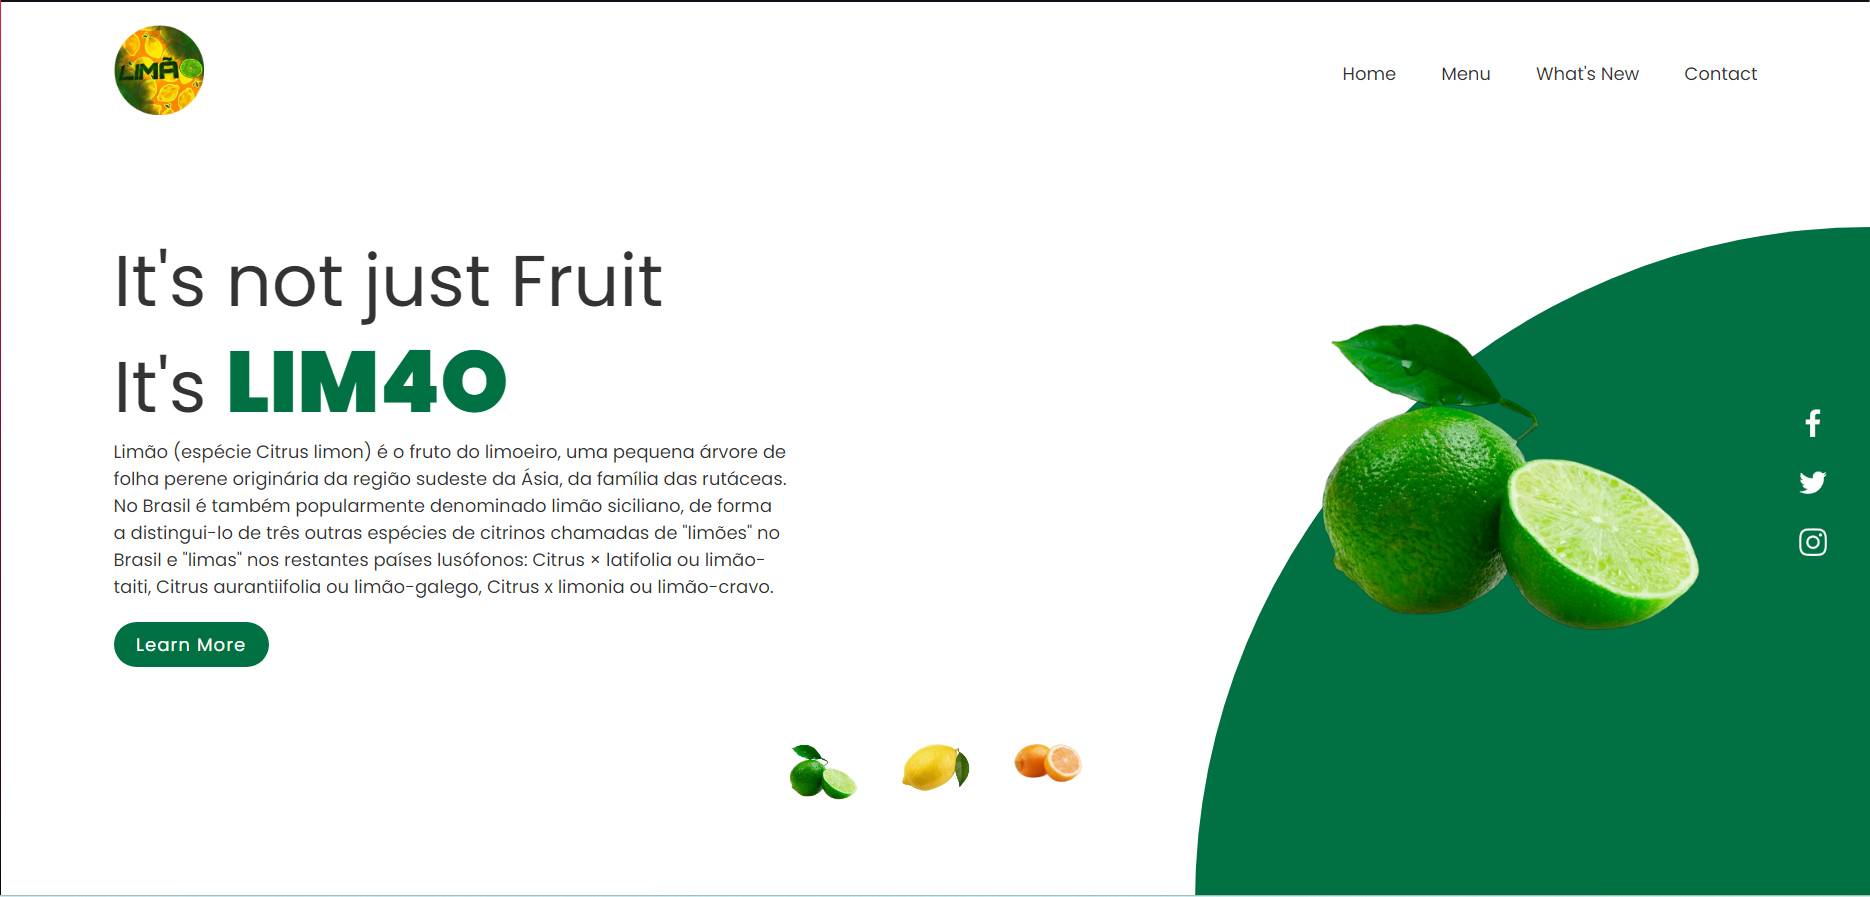 LIMÃO
Home Menu What's New Contact
It's not just Fruit
It's LIM4O
Limão (espécie Citrus limon) é o fruto do limoeiro, uma pequena árvore de
folha perene originária da região sudeste da Ásia, da família das rutáceas.
No Brasil é também popularmente denominado limão siciliano, de forma
a distingui-lo de três outras espécies de citrinos chamadas de "limões" no
Brasil e "limas" nos restantes países lusófonos: Citrus × latifolia ou limão-
taiti, Citrus aurantiifolia ou limão-galego, Citrus x limonia ou limão-cravo.
Learn More